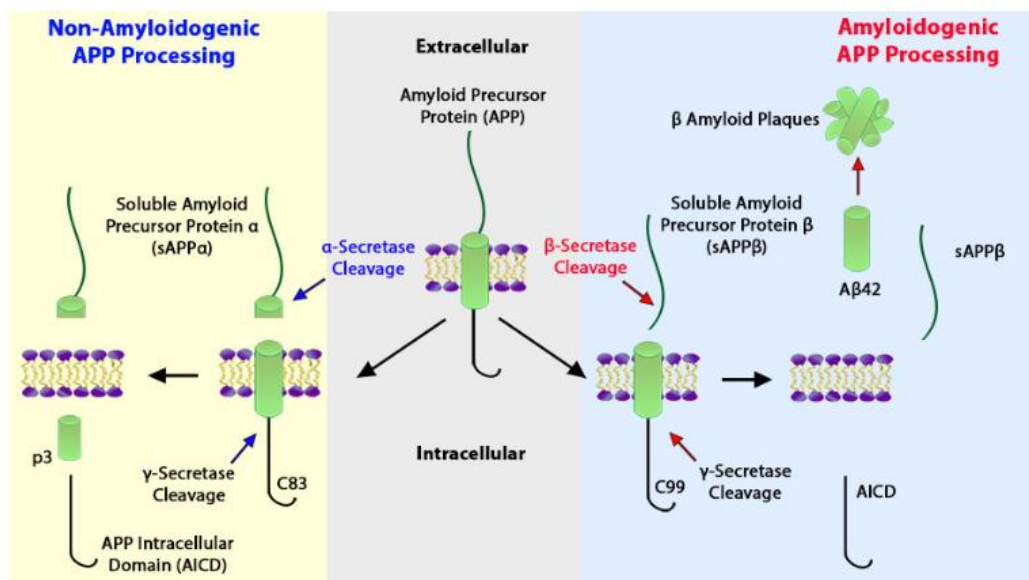 Non-Amyloidogenic
APP Processing
Extracellular
Amyloid Precursor
Protein (APP)
Amyloidogenic
APP Processing
β Amyloid Plaques
Soluble Amyloid
Precursor Protein α
(sAPPα)
α-Secretase
Cleavage
β-Secretase
Cleavage
Soluble Amyloid
Precursor Protein β
(sAPPβ)
Aβ42
sAPPβ
p3
γ-Secretase
Cleavage
C83
APP Intracellular
Domain (AICD)
Intracellular
C99
γ-Secretase
Cleavage
AICD